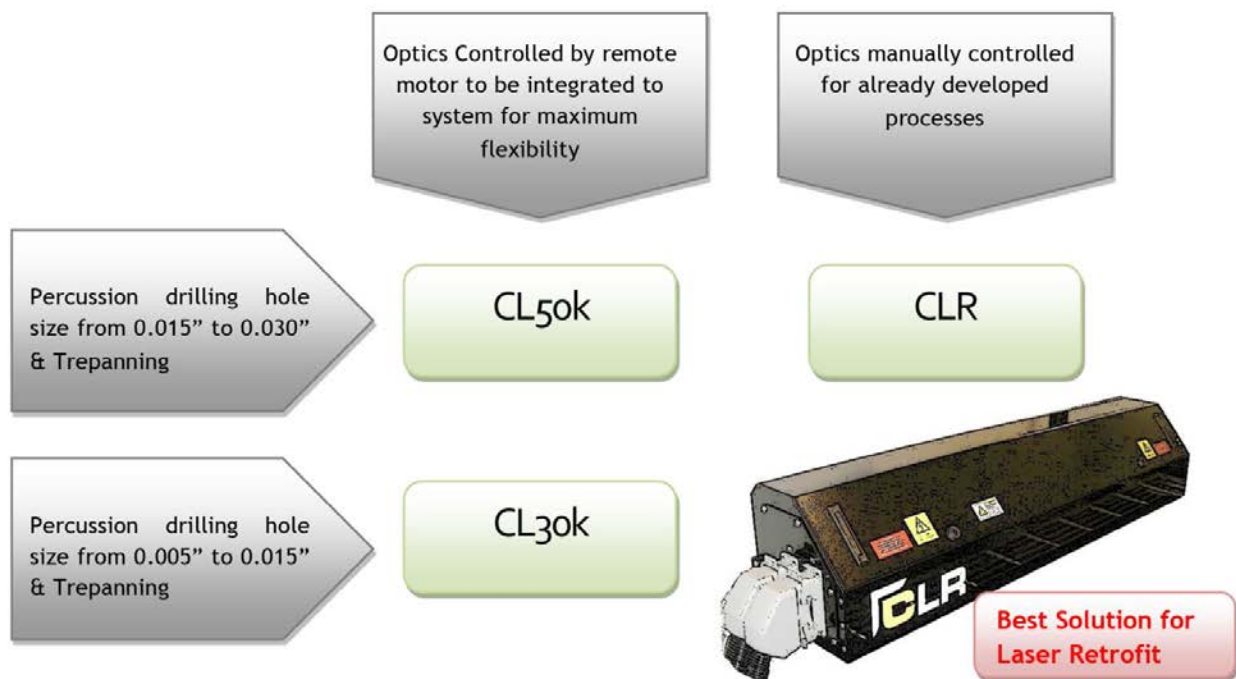 Optics Controlled by remote
motor to be integrated to
system for maximum
flexibility
Optics manually controlled
for already developed
processes
Percussion drilling hole
size from 0.015” to 0.030”
& Trepanning
CL50k
CLR
Percussion drilling hole
size from 0.005” to 0.015”
& Trepanning
CL30k
CLR
Best Solution for
Laser Retrofit